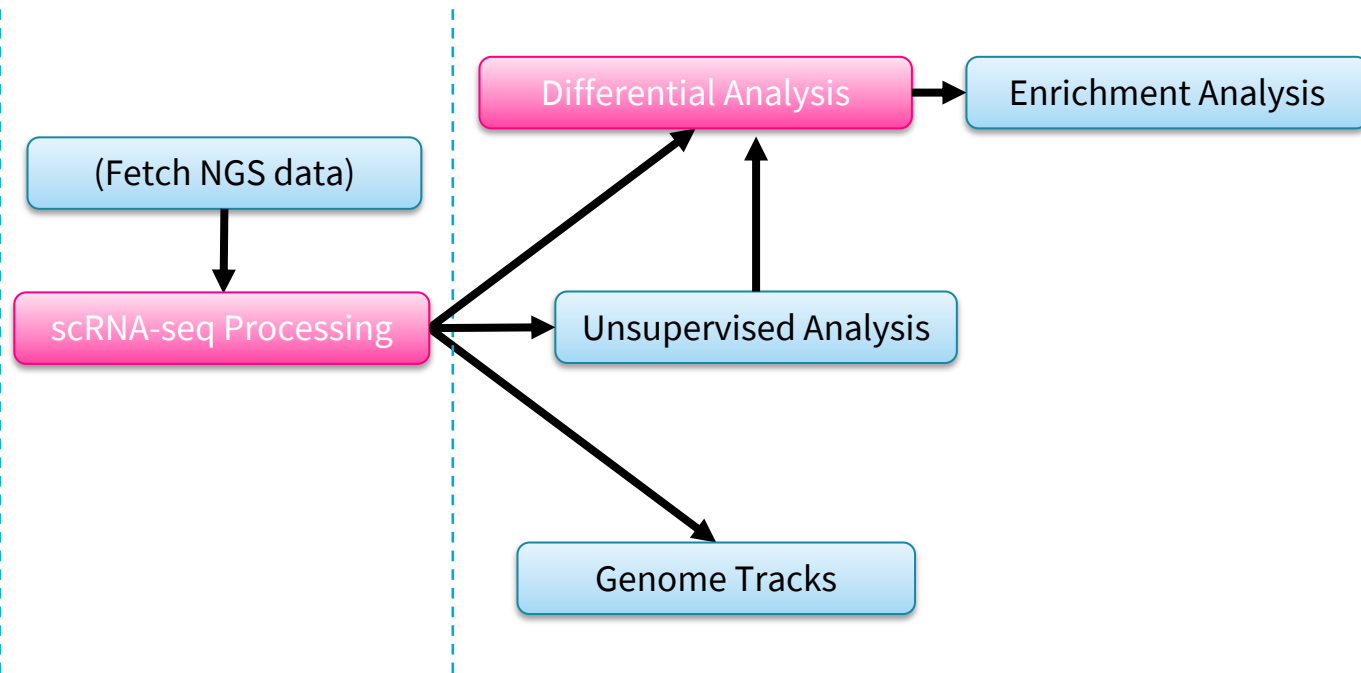 Differential Analysis
Enrichment Analysis
(Fetch NGS data)
scRNA-seq Processing
Unsupervised Analysis
Genome Tracks